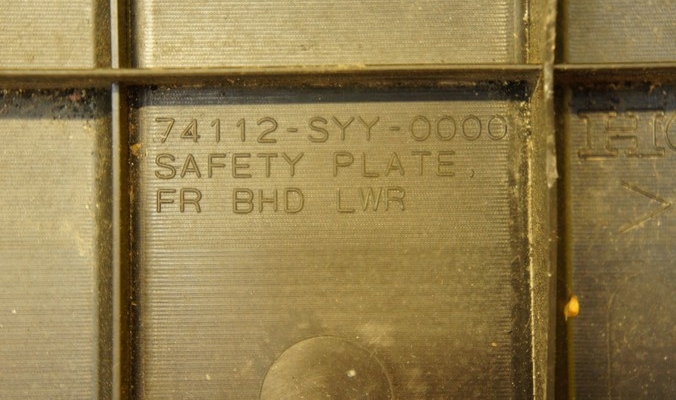 74112-SYY-0000
SAFETY PLATE,
FR BHD LWR